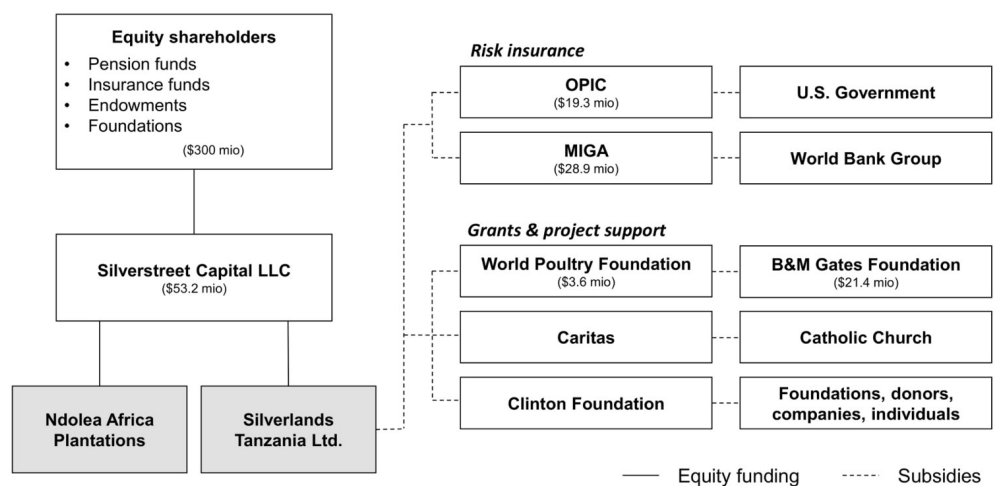 Equity shareholders
• Pension funds
• Insurance funds
• Endowments
• Foundations
($300 mio)
Silverstreet Capital LLC
($53.2 mio)
Ndolea Africa
Plantations
Silverlands
Tanzania Ltd.
Risk insurance
OPIC
($19.3 mio)
U.S. Government
MIGA
($28.9 mio)
World Bank Group
Grants & project support
World Poultry Foundation
($3.6 mio)
B&M Gates Foundation
($21.4 mio)
Caritas
Catholic Church
Clinton Foundation
Foundations, donors,
companies, individuals
Equity funding
Subsidies